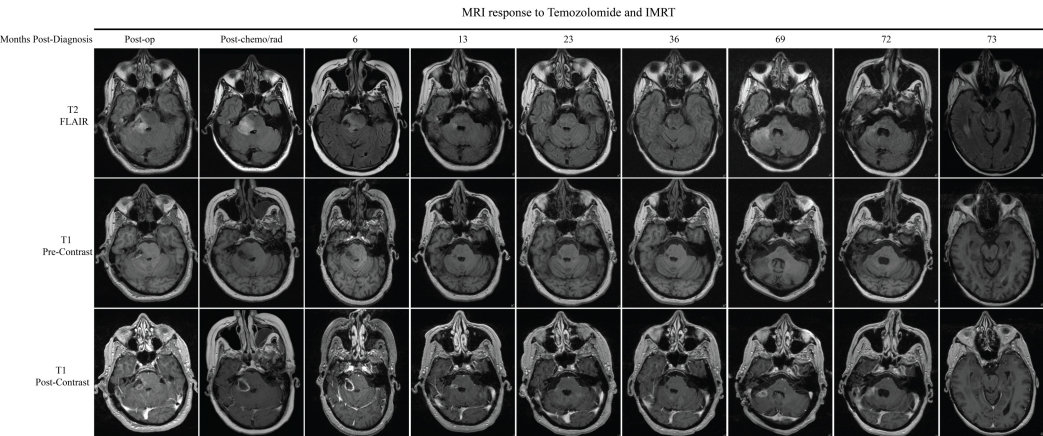 MRI response to Temozolomide and IMRT
Months Post-Diagnosis Post-op Post-chemo/rad 6 13 23 36 69 72 73
T2
FLAIR
T1
Pre-Contrast
T1
Post-Contrast